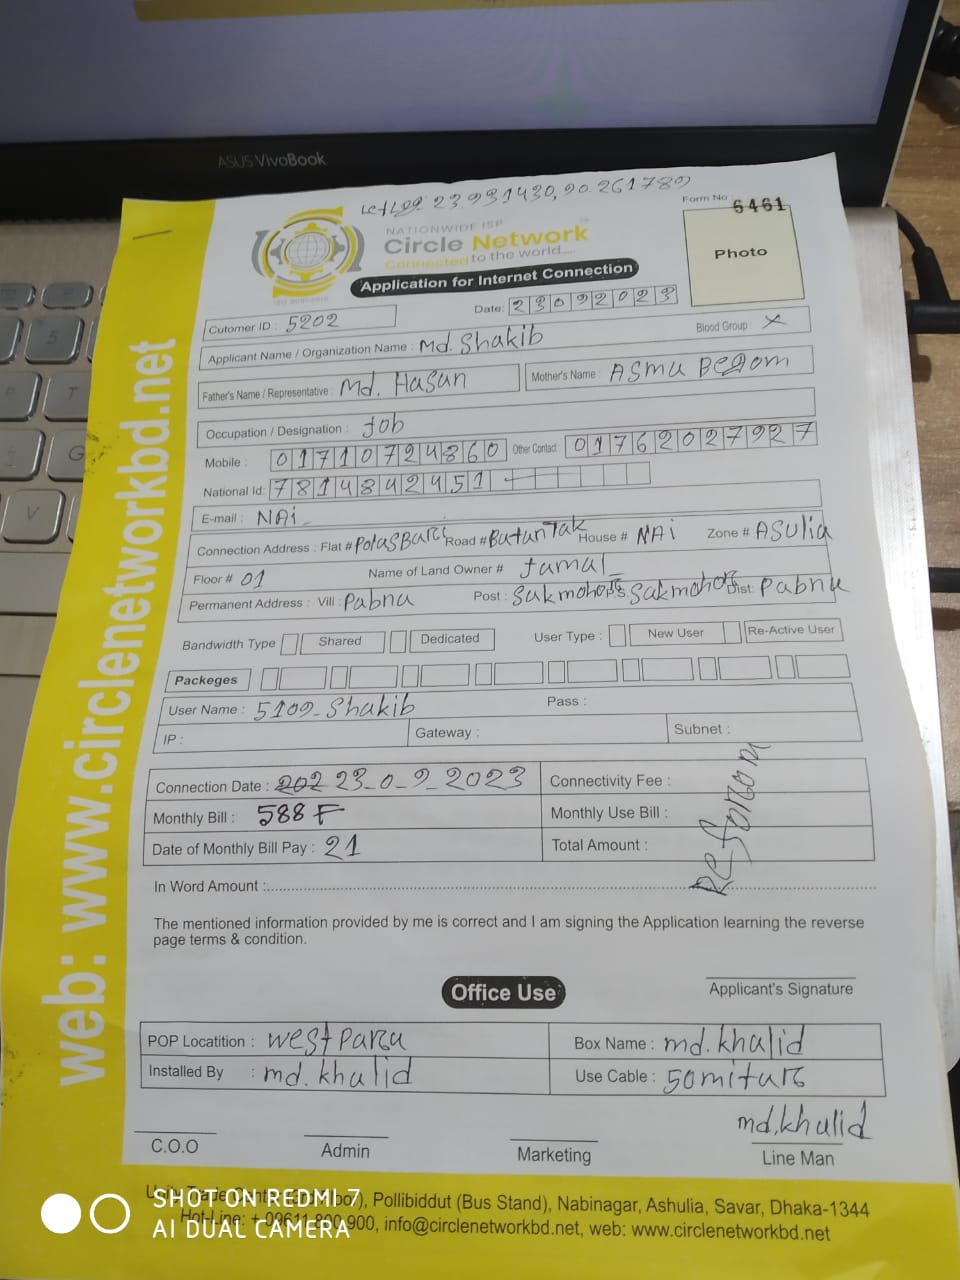 ASUS VivoBook
23.931430, 90.261789
Form No 6461
NATIONWIDE ISP
Circle Network
Connected to the world....
Photo
Application for Internet Connection
Date: 23092023
Cutomer ID : 5202
Applicant Name / Organization Name : Md. Shakib
Blood Group : X
Father's Name / Representative : Md. Hasan
Mother's Name : Asma Begom
Occupation / Designation : Job
Mobile : 01710724860 Other Contact : 01762027927
National Id: 7814842451
E-mail : NAi
Connection Address : Flat # PolasBari Road # ButunTak House # NAi Zone # Asulia
Floor # 01 Name of Land Owner # Jamal
Permanent Address : Vill : Pabna Post : Dist: Pabna
Bandwidth Type Shared Dedicated User Type : New User Re-Active User
Packeges
User Name : 5109_Shakib Pass :
IP : Gateway : Subnet :
Connection Date : 202 23_0_9_2023 Connectivity Fee :
Monthly Bill : 588 F Monthly Use Bill :
Date of Monthly Bill Pay : 21 Total Amount :
In Word Amount :
The mentioned information provided by me is correct and I am signing the Application learning the reverse
page terms & condition.
Applicant's Signature
Office Use
POP Locatition : west para Box Name : md. khalid
Installed By : md. khalid Use Cable : 50 mitur
md. khalid
C.O.O Admin Marketing Line Man
Pollibiddut (Bus Stand), Nabinagar, Ashulia, Savar, Dhaka-1344
Hot-Line: +09611 800 900, info@circlenetworkbd.net, web: www.circlenetworkbd.net
web: www.circlenetworkbd.net
SHOT ON REDMI 7
AI DUAL CAMERA